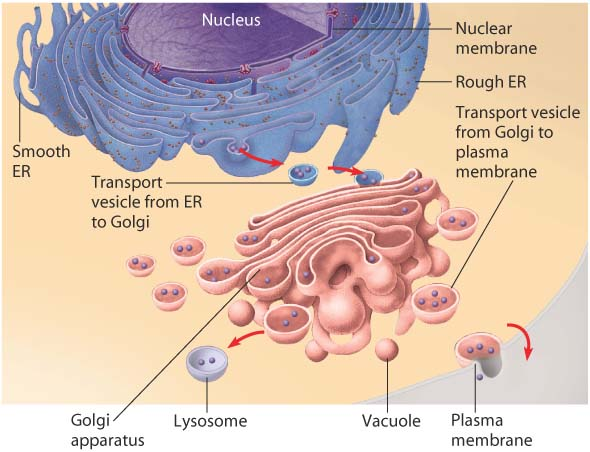 Nucleus
Nuclear
membrane
Rough ER
Transport vesicle
from Golgi to
plasma
membrane
Smooth
ER
Transport
vesicle from ER
to Golgi
Golgi
apparatus
Lysosome
Vacuole
Plasma
membrane